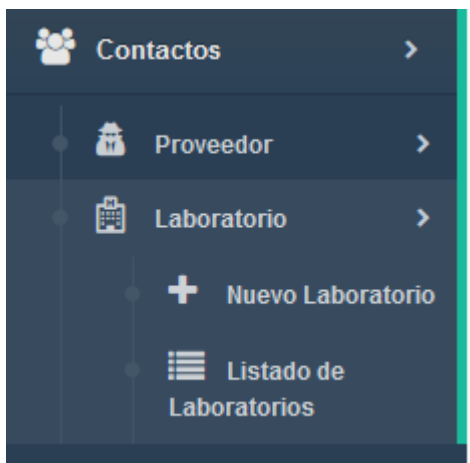 Contactos
Proveedor
Laboratorio
Nuevo Laboratorio
Listado de
Laboratorios